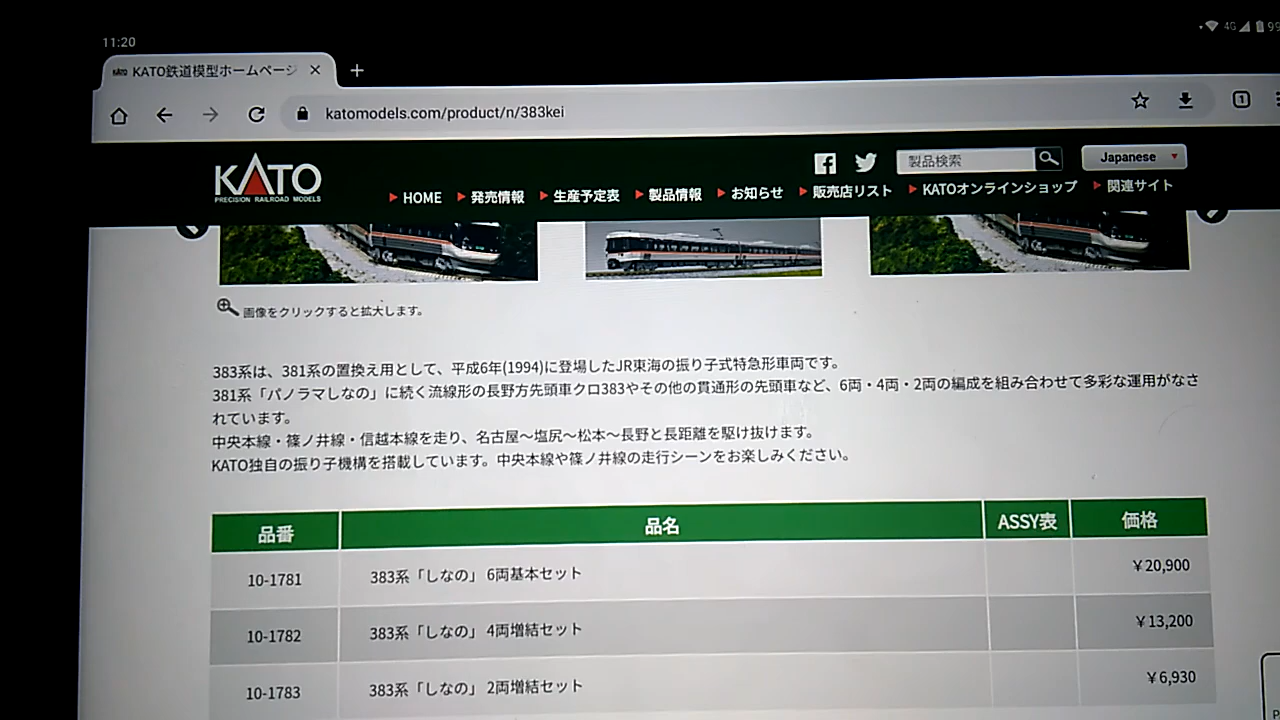 11:20
4G 99
KATO鉄道模型ホームページ
katomodels.com/product/n/383kei
1
KATO
PRECISION RAILROAD MODELS
製品検索
Japanese
HOME 発売情報 生産予定表 製品情報 お知らせ 販売店リスト KATOオンラインショップ 関連サイト
画像をクリックすると拡大します。
383系は、381系の置換え用として、平成6年(1994)に登場したJR東海の振り子式特急形車両です。
381系「パノラマしなの」に続く流線形の長野方先頭車クロ383やその他の貫通形の先頭車など、6両・4両・2両の編成を組み合わせて多彩な運用がなさ
れています。
中央本線・篠ノ井線・信越本線を走り、名古屋～塩尻～松本～長野と長距離を駆け抜けます。
KATO独自の振り子機構を搭載しています。中央本線や篠ノ井線の走行シーンをお楽しみください。
品番 品名 ASSY表 価格
10-1781 383系「しなの」 6両基本セット ￥20,900
10-1782 383系「しなの」 4両増結セット ￥13,200
10-1783 383系「しなの」 2両増結セット ￥6,930